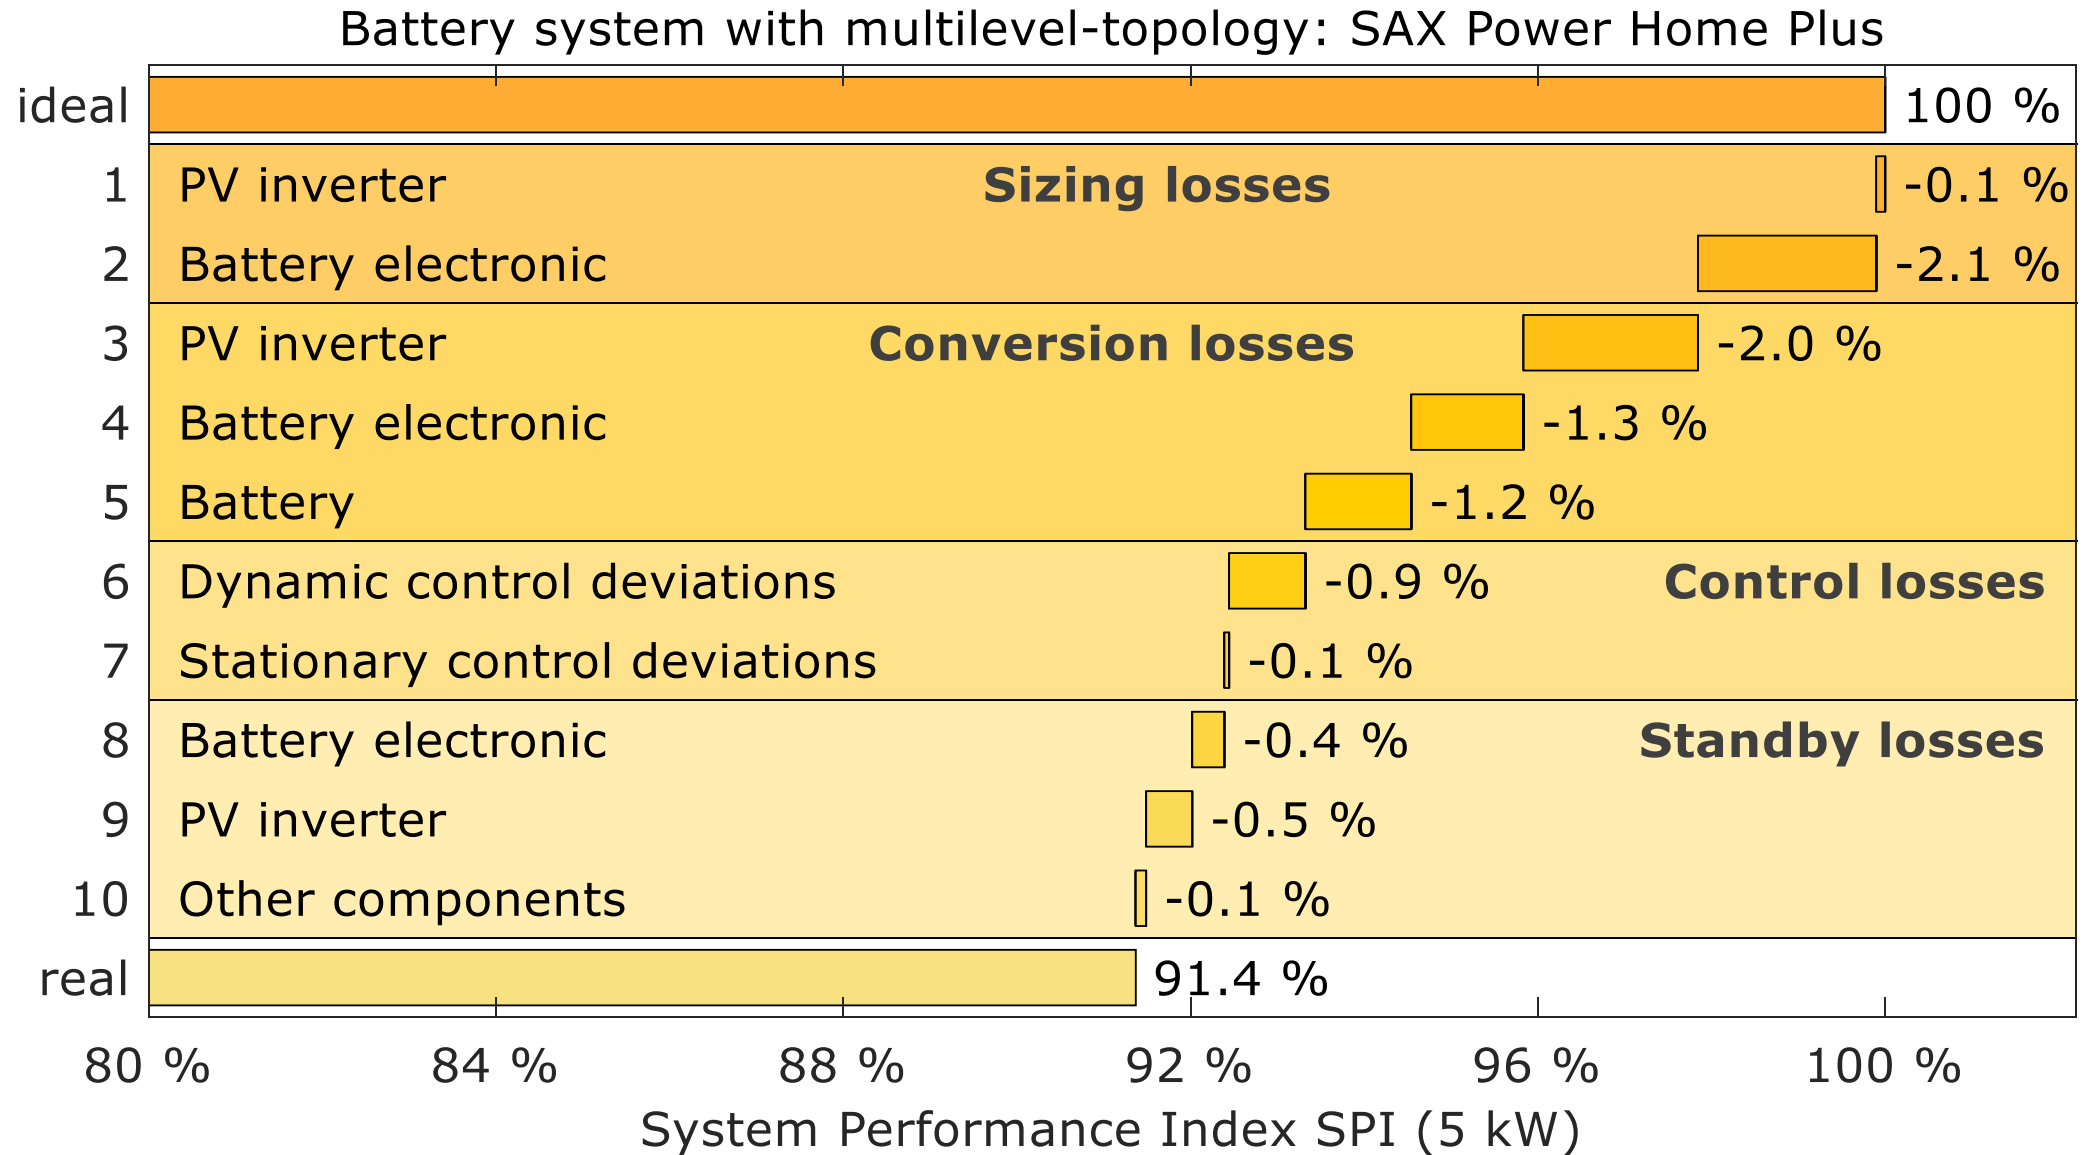 Battery system with multilevel-topology: SAX Power Home Plus
ideal 100 %
1 PV inverter Sizing losses -0.1 %
2 Battery electronic -2.1 %
3 PV inverter Conversion losses -2.0 %
4 Battery electronic -1.3 %
5 Battery -1.2 %
6 Dynamic control deviations -0.9 % Control losses
7 Stationary control deviations -0.1 %
8 Battery electronic -0.4 % Standby losses
9 PV inverter -0.5 %
10 Other components -0.1 %
real 91.4 %
80 % 84 % 88 % 92 % 96 % 100 %
System Performance Index SPI (5 kW)